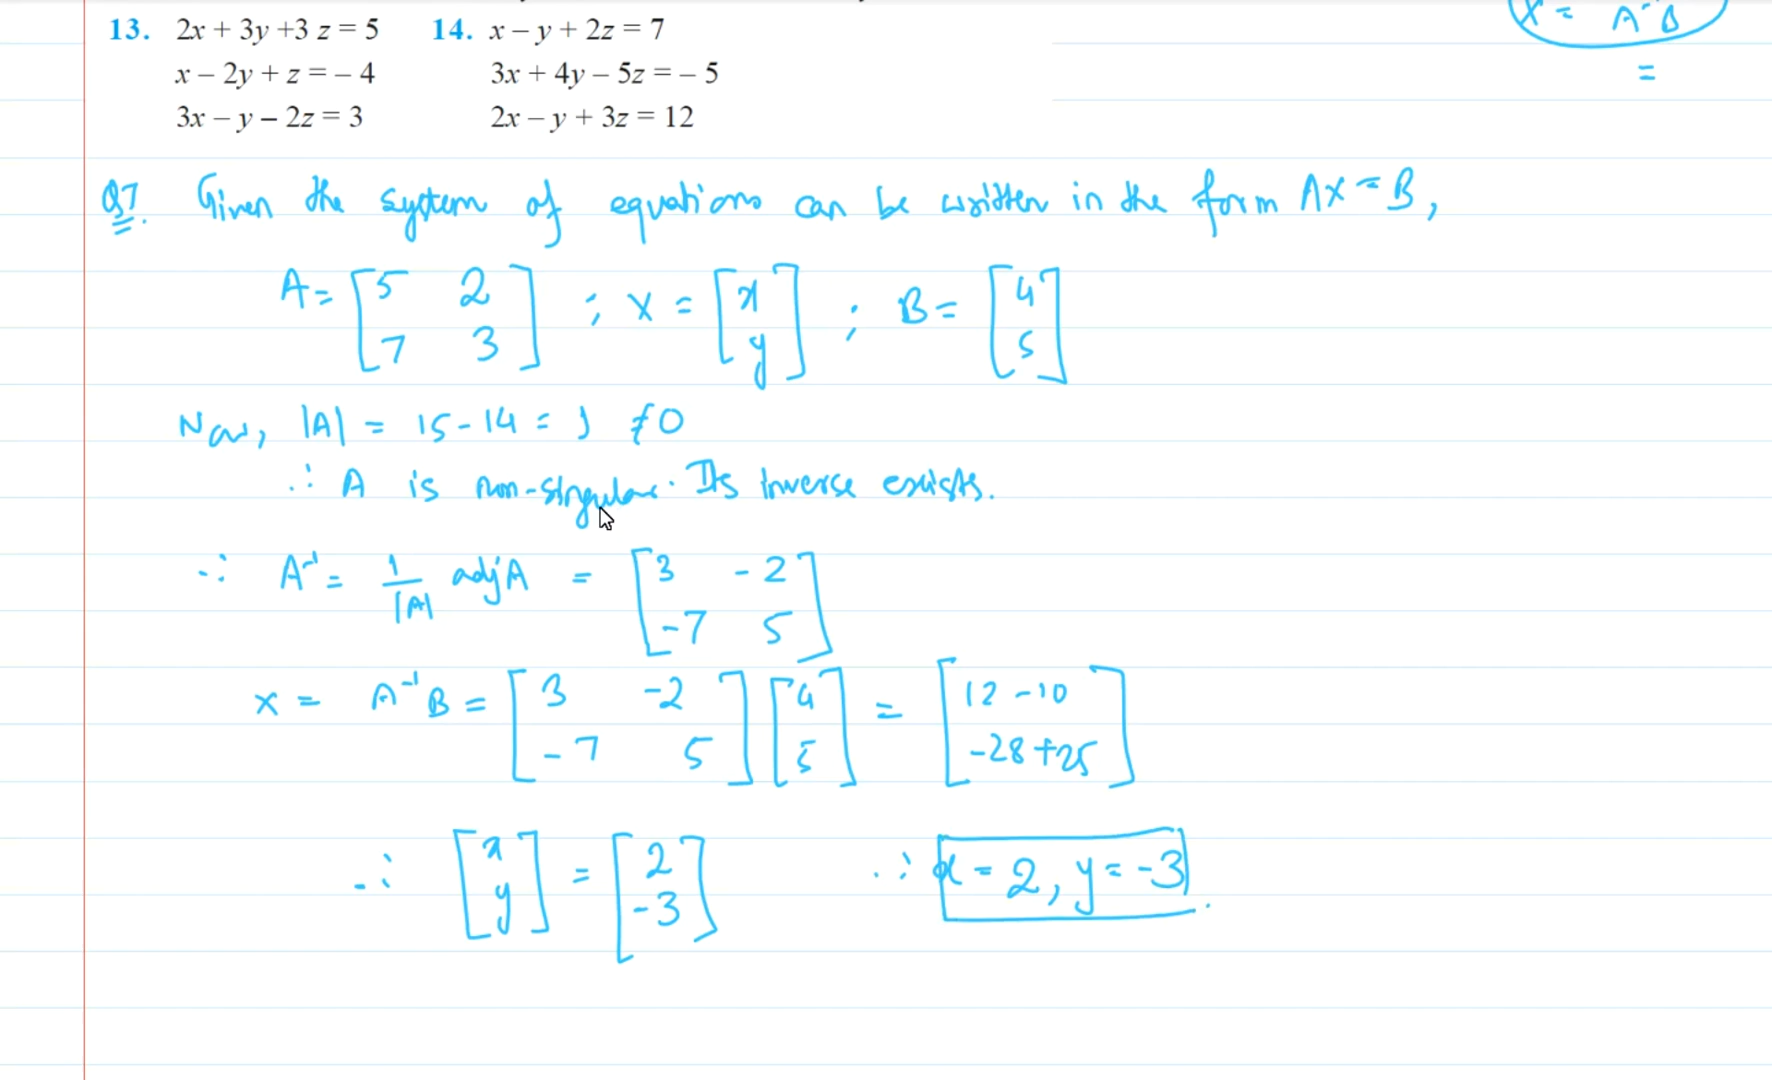 x = A⁻¹B
=
13. 2x + 3y +3 z = 5 14. x – y + 2z = 7
x – 2y + z = – 4 3x + 4y – 5z = – 5
3x – y – 2z = 3 2x – y + 3z = 12
Q7. Given the system of equations can be written in the form AX = B,
A = [5 2; 7 3] ; X = [x; y] ; B = [4; 5]
Now, |A| = 15 - 14 = 1 ≠ 0
∴ A is non-singular. Its inverse exists.
∴ A⁻¹ = 1/|A| adjA = [3 -2; -7 5]
X = A⁻¹B = [3 -2; -7 5] [4; 5] = [12 -10; -28 +25]
∴ [x; y] = [2; -3] ∴ x = 2, y = -3.